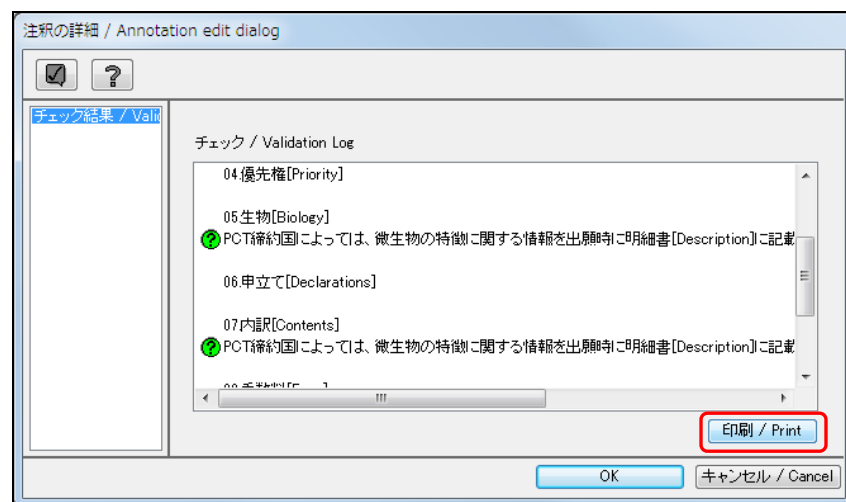 注釈の詳細 / Annotation edit dialog
チェック結果 / Valid
チェック / Validation Log
04.優先権[Priority]
05.生物[Biology]
PCT締約国によっては、微生物の特徴に関する情報を出願時に明細書[Description]に記載
06.申立て[Declarations]
07.内訳[Contents]
PCT締約国によっては、微生物の特徴に関する情報を出願時に明細書[Description]に記載
印刷 / Print
OK
キャンセル / Cancel